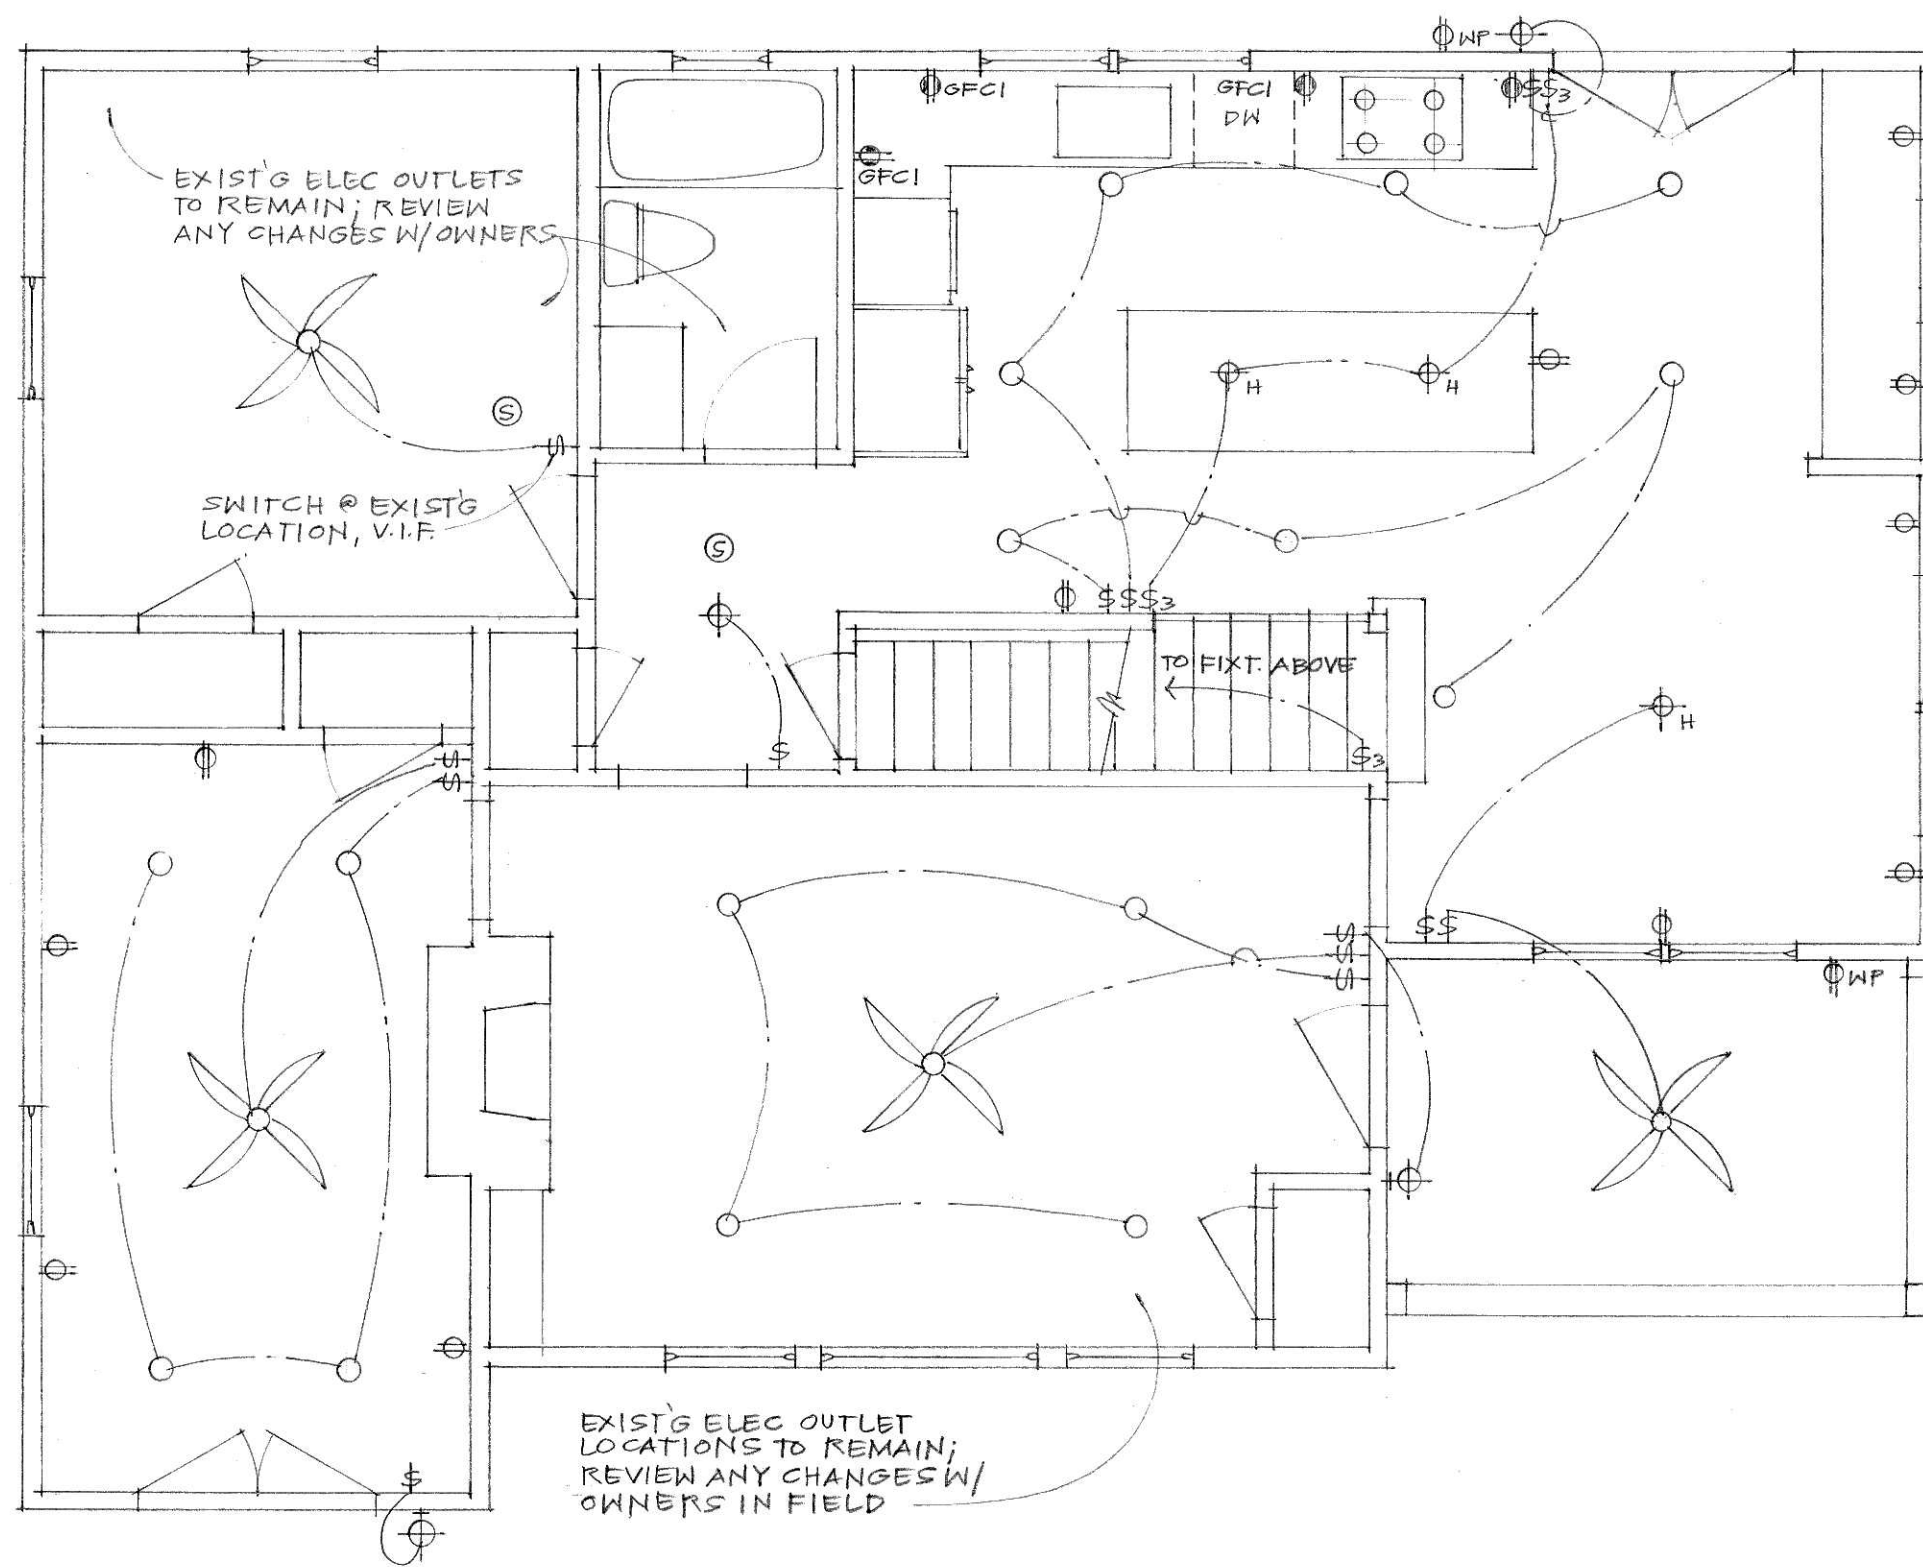 WP
GFCI
GFCI
DW
$$3
GFCI
EXIST'G ELEC OUTLETS
TO REMAIN; REVIEW
ANY CHANGES W/OWNERS
H
H
S
$
SWITCH @ EXIST'G
LOCATION, V.I.F.
S
$$$3
TO FIXT. ABOVE
$
$3
H
$
$
$$
$
$
$
WP
EXIST'G ELEC OUTLET
LOCATIONS TO REMAIN;
REVIEW ANY CHANGES W/
OWNERS IN FIELD
$